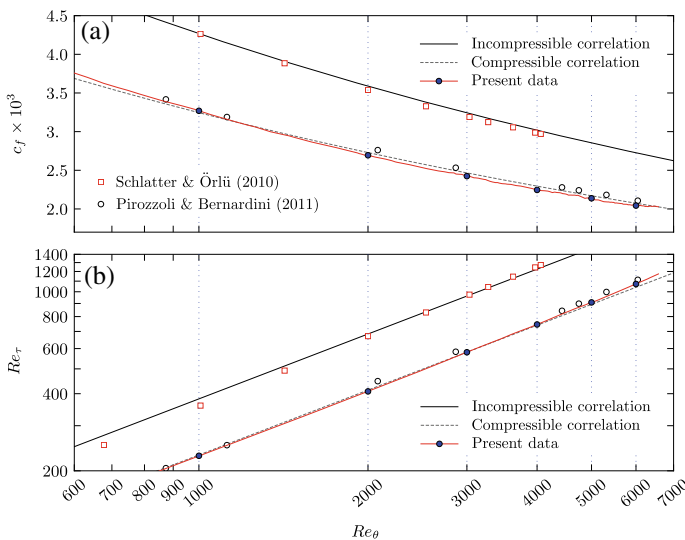 4.5
(a)
Incompressible correlation
4.0
Compressible correlation
Present data
3.5
c_f × 10³
3.0
2.5
Schlatter & Örlü (2010)
Pirozzoli & Bernardini (2011)
2.0
1400
(b)
1200
1000
800
Re_τ
600
400
Incompressible correlation
Compressible correlation
Present data
200
600
700
800
900
1000
2000
3000
4000
5000
6000
7000
Re_θ